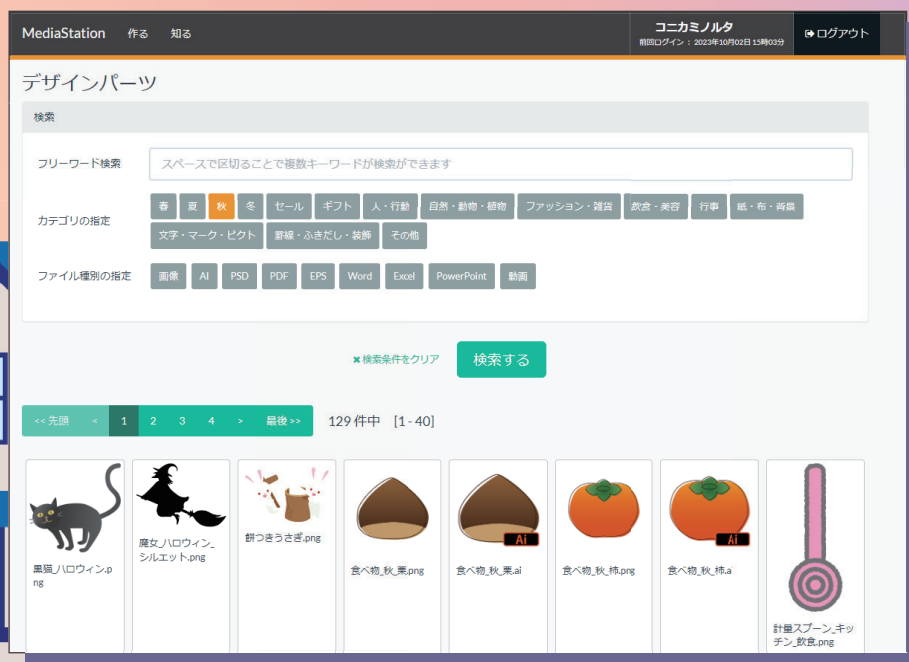 MediaStation 作る 知る
コニカミノルタ
前回ログイン : 2023年10月02日 15時03分
ログアウト
デザインパーツ
検索
フリーワード検索 スペースで区切ることで複数キーワードが検索ができます
カテゴリの指定 春 夏 秋 冬 セール ギフト 人・行動 自然・動物・植物 ファッション・雑貨 飲食・美容 行事 紙・布・背景
文字・マーク・ピクト 罫線・ふきだし・装飾 その他
ファイル種別の指定 画像 AI PSD PDF EPS Word Excel PowerPoint 動画
✖検索条件をクリア 検索する
<< 先頭 < 1 2 3 4 > 最後 >> 129 件中 [1 - 40]
黒猫_ハロウィン.p
ng
魔女_ハロウィン_
シルエット.png
餅つきうさぎ.png
食べ物_秋_栗.png
Ai
食べ物_秋_栗.ai
食べ物_秋_柿.png
Ai
食べ物_秋_柿.a
計量スプーン_キッ
チン_飲食.png